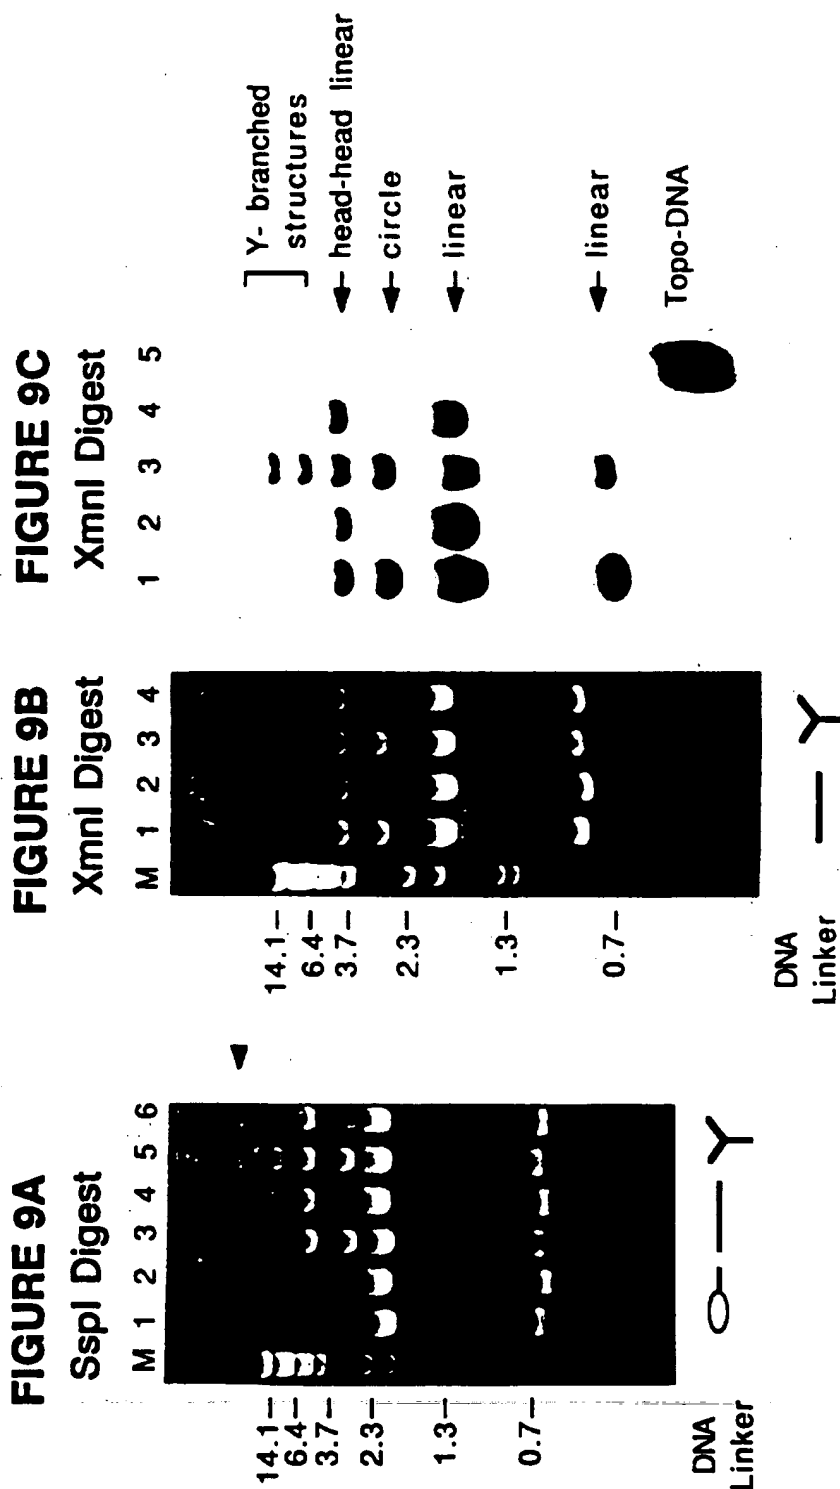 FIGURE 9A
SspI Digest
M 1 2 3 4 5 6
14.1
6.4
3.7
2.3
1.3
0.7
DNA
Linker
FIGURE 9B
XmnI Digest
M 1 2 3 4
14.1
6.4
3.7
2.3
1.3
0.7
DNA
Linker
FIGURE 9C
XmnI Digest
1 2 3 4 5
Y- branched
structures
head-head linear
circle
linear
linear
Topo-DNA